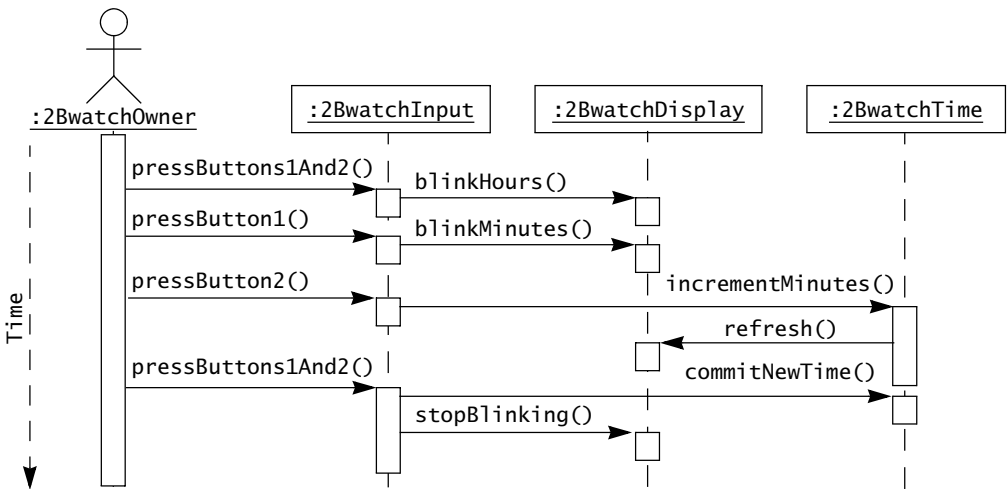 :2BwatchOwner
:2BwatchInput
:2BwatchDisplay
:2BwatchTime
pressButtons1And2()
blinkHours()
pressButton1()
blinkMinutes()
pressButton2()
incrementMinutes()
Time
refresh()
pressButtons1And2()
commitNewTime()
stopBlinking()